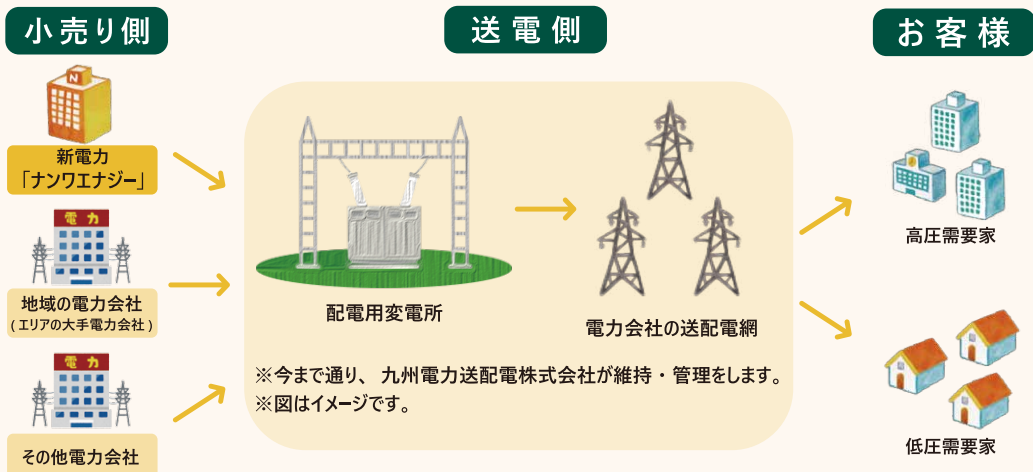 小売り側
送電側
お客様
N
新電力
「ナンワエナジー」
電力
地域の電力会社
(エリアの大手電力会社)
電力
その他電力会社
配電用変電所
電力会社の送配電網
※今まで通り、九州電力送配電株式会社が維持・管理をします。
※図はイメージです。
高圧需要家
低圧需要家